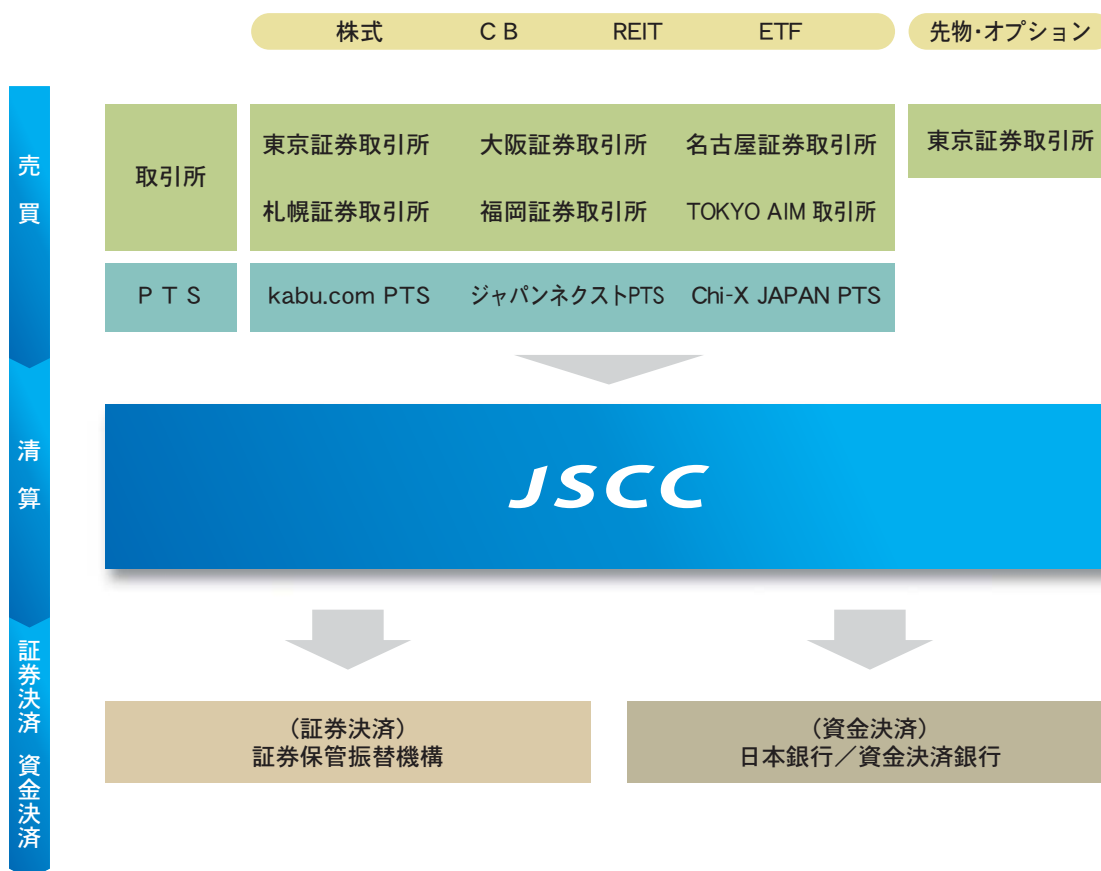 株式 CB REIT ETF 先物・オプション
売買
取引所
東京証券取引所 大阪証券取引所 名古屋証券取引所 東京証券取引所
札幌証券取引所 福岡証券取引所 TOKYO AIM 取引所
PTS kabu.com PTS ジャパンネクストPTS Chi-X JAPAN PTS
清算
JSCC
証券決済 資金決済
(証券決済)
証券保管振替機構
(資金決済)
日本銀行/資金決済銀行